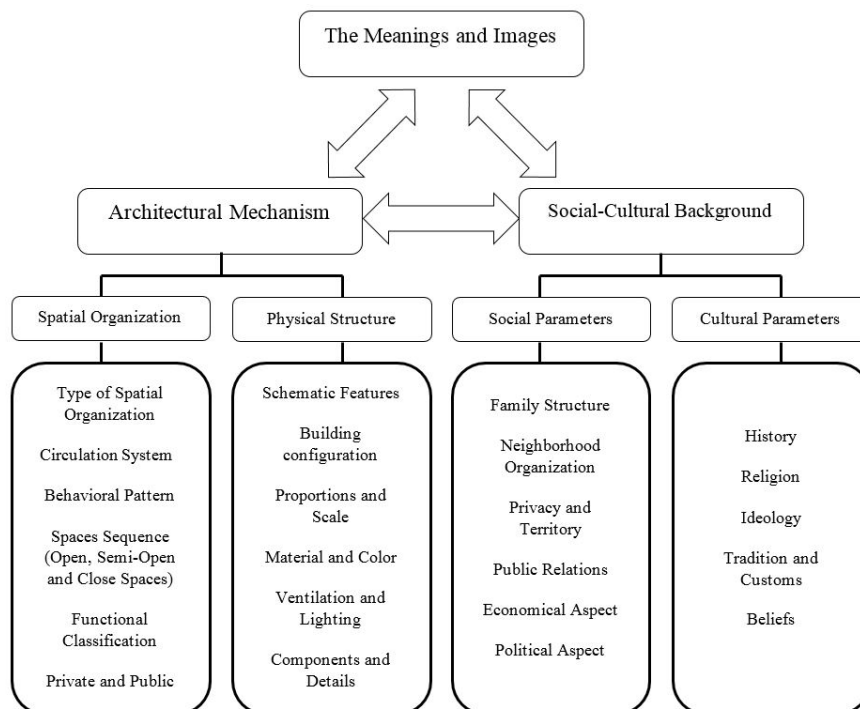 The Meanings and Images
Architectural Mechanism
Social-Cultural Background
Spatial Organization
Physical Structure
Social Parameters
Cultural Parameters
Type of Spatial
Organization
Circulation System
Behavioral Pattern
Spaces Sequence
(Open, Semi-Open
and Close Spaces)
Functional
Classification
Private and Public
Schematic Features
Building
configuration
Proportions and
Scale
Material and Color
Ventilation and
Lighting
Components and
Details
Family Structure
Neighborhood
Organization
Privacy and
Territory
Public Relations
Economical Aspect
Political Aspect
History
Religion
Ideology
Tradition and
Customs
Beliefs